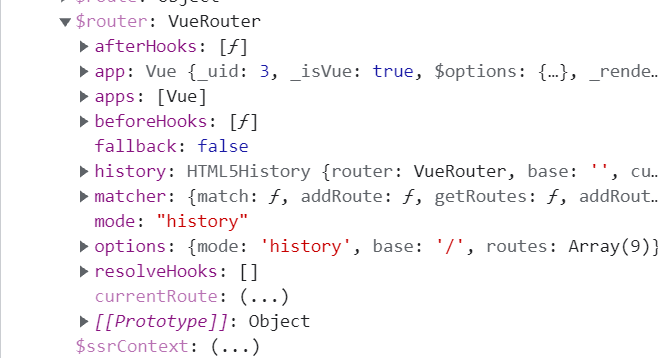 $route: Object
▼$router: VueRouter
▶afterHooks: [ƒ]
▶app: Vue {_uid: 3, _isVue: true, $options: {…}, _rende…
▶apps: [Vue]
▶beforeHooks: [ƒ]
fallback: false
▶history: HTML5History {router: VueRouter, base: '', cu…
▶matcher: {match: ƒ, addRoute: ƒ, getRoutes: ƒ, addRout…
mode: "history"
▶options: {mode: 'history', base: '/', routes: Array(9)}
▶resolveHooks: []
currentRoute: (...)
▶[[Prototype]]: Object
$ssrContext: (...)